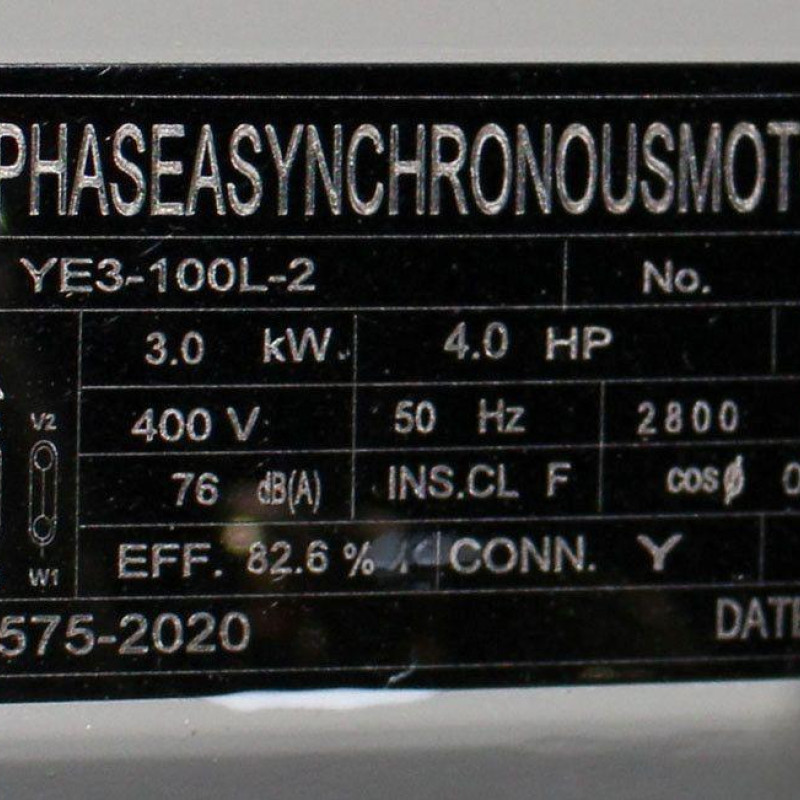 PHASEASYNCHRONOUSMOT
YE3-100L-2 No.
3.0 kW 4.0 HP
400 V 50 Hz 2800
V2
76 dB(A) INS.CL F cosø 0
EFF. 82.6 % CONN. Y
W1
575-2020 DATE